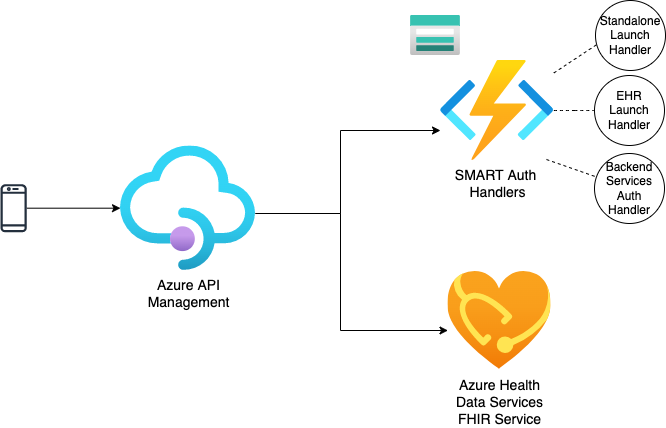 Standalone
Launch
Handler
EHR
Launch
Handler
Backend
Services
Auth
Handler
SMART Auth
Handlers
Azure API
Management
Azure Health
Data Services
FHIR Service